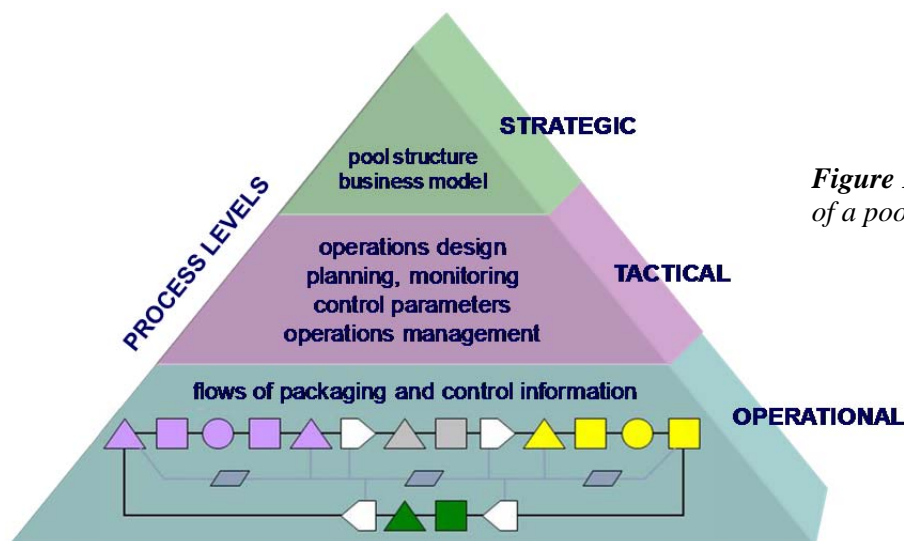 STRATEGIC
pool structure
business model
PROCESS LEVELS
Figure
of a poo
operations design
planning, monitoring
control parameters
operations management
TACTICAL
flows of packaging and control information
OPERATIONAL